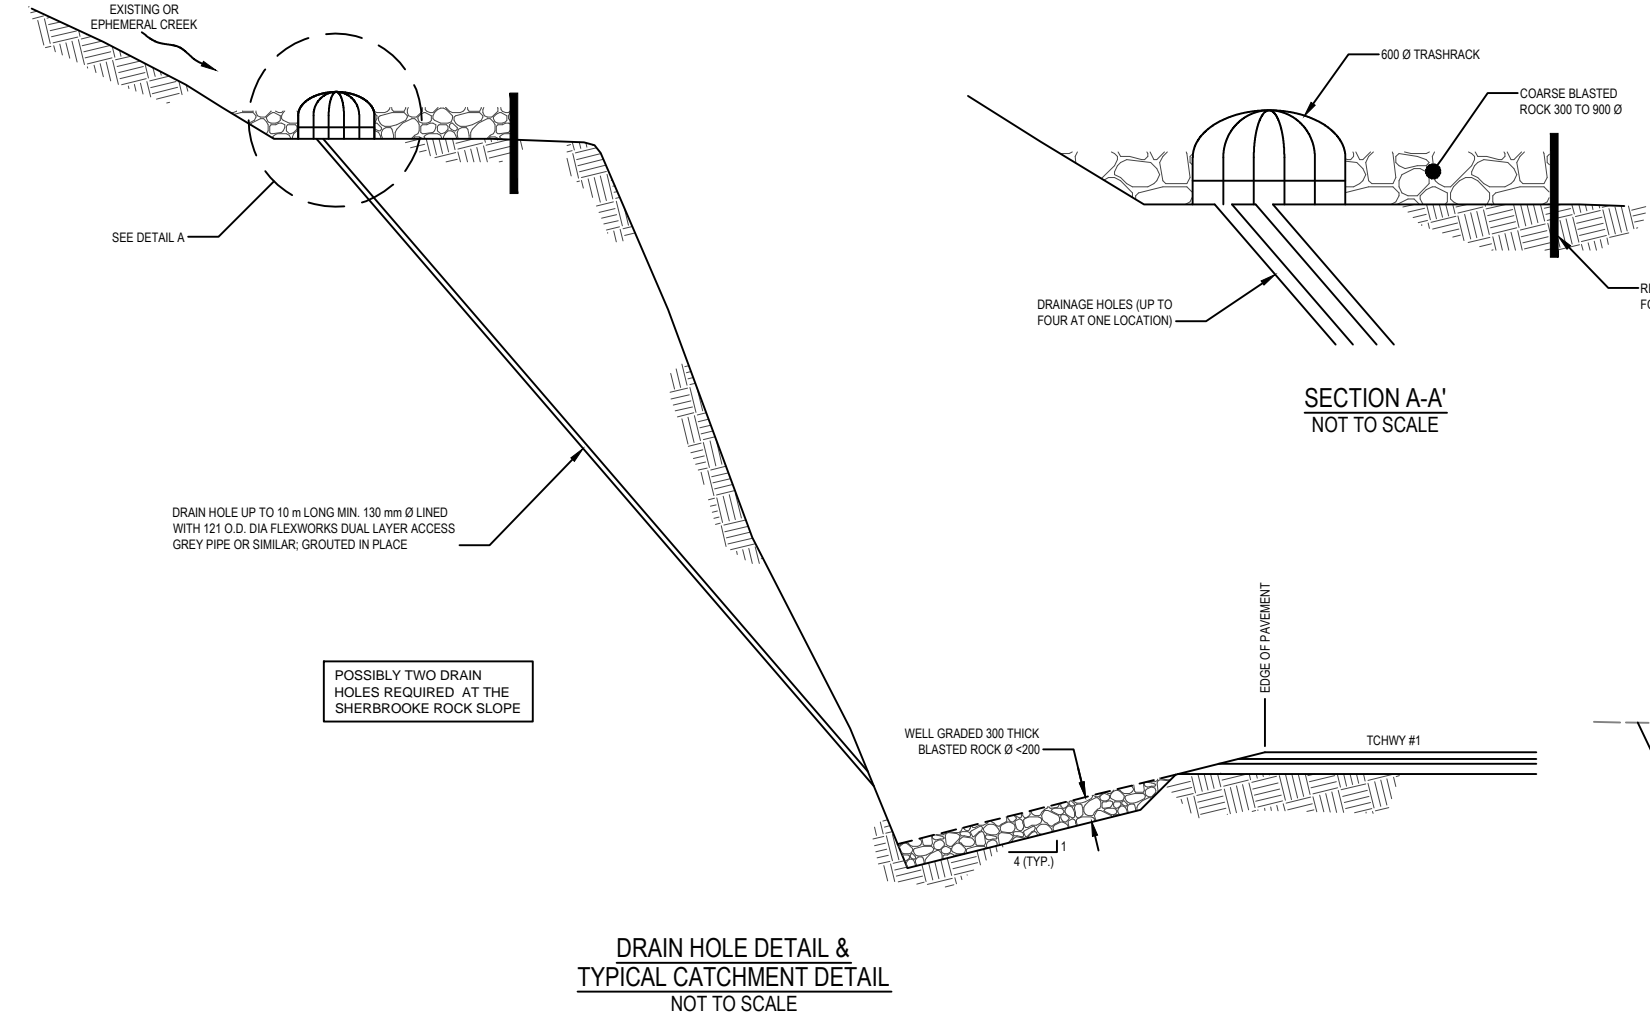 EXISTING OR
EPHEMERAL CREEK
SEE DETAIL A
DRAIN HOLE UP TO 10 m LONG MIN. 130 mm Ø LINED
WITH 121 O.D. DIA FLEXWORKS DUAL LAYER ACCESS
GREY PIPE OR SIMILAR; GROUTED IN PLACE
POSSIBLY TWO DRAIN
HOLES REQUIRED AT THE
SHERBROOKE ROCK SLOPE
600 Ø TRASHRACK
COARSE BLASTED
ROCK 300 TO 900 Ø
DRAINAGE HOLES (UP TO
FOUR AT ONE LOCATION)
SECTION A-A'
NOT TO SCALE
EDGE OF PAVEMENT
TCHWY #1
WELL GRADED 300 THICK
BLASTED ROCK Ø <200
1
4 (TYP.)
DRAIN HOLE DETAIL &
TYPICAL CATCHMENT DETAIL
NOT TO SCALE